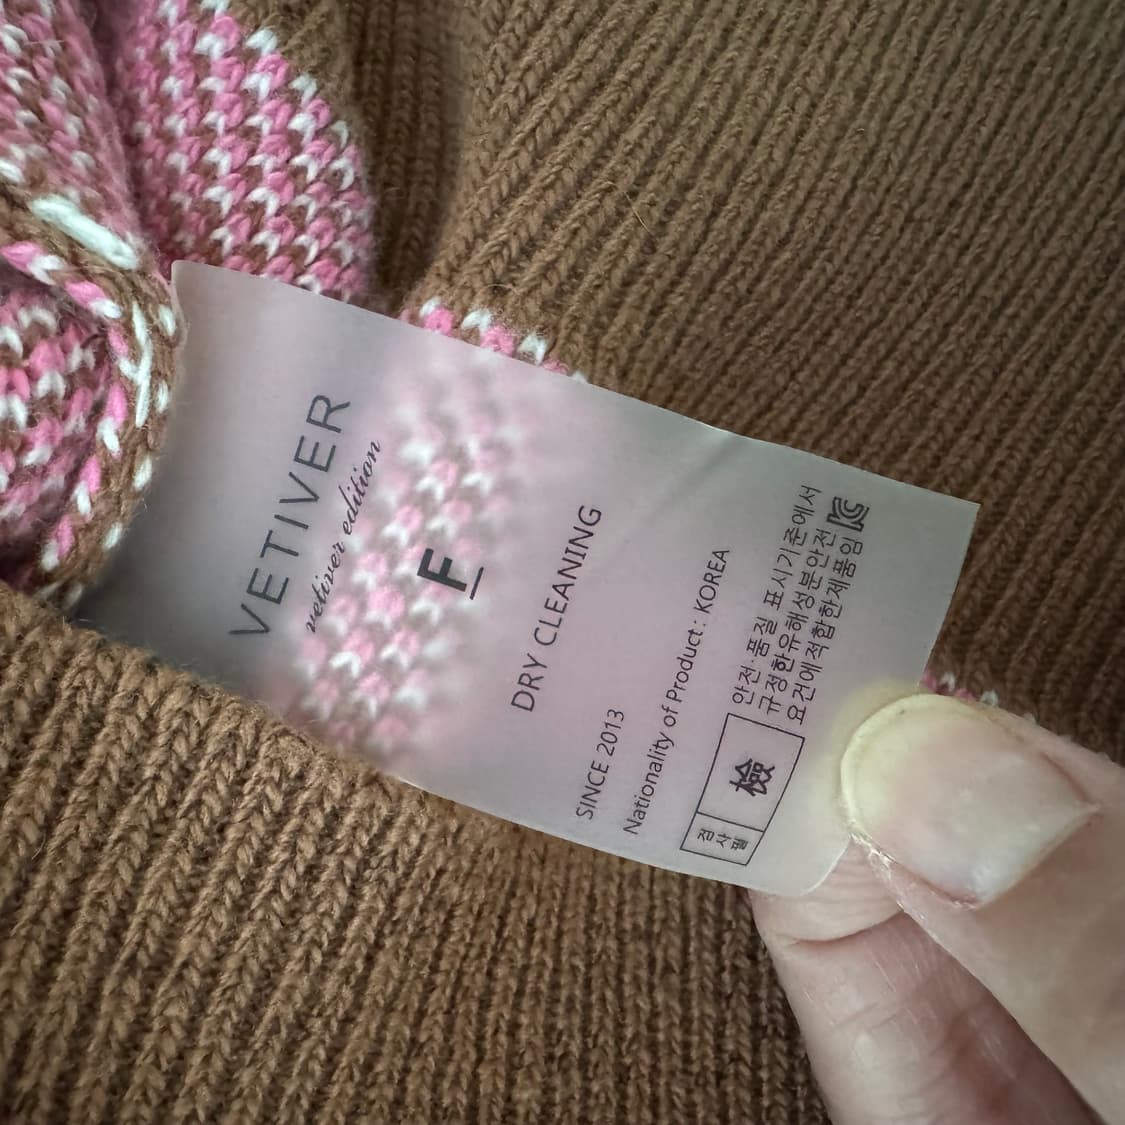 VETIVER
vetiver edition
F
DRY CLEANING
SINCE 2013
Nationality of Product : KOREA
검사필
檢
안전·품질 표시기준에서
규정한유해성분안전
요건에적합한제품임